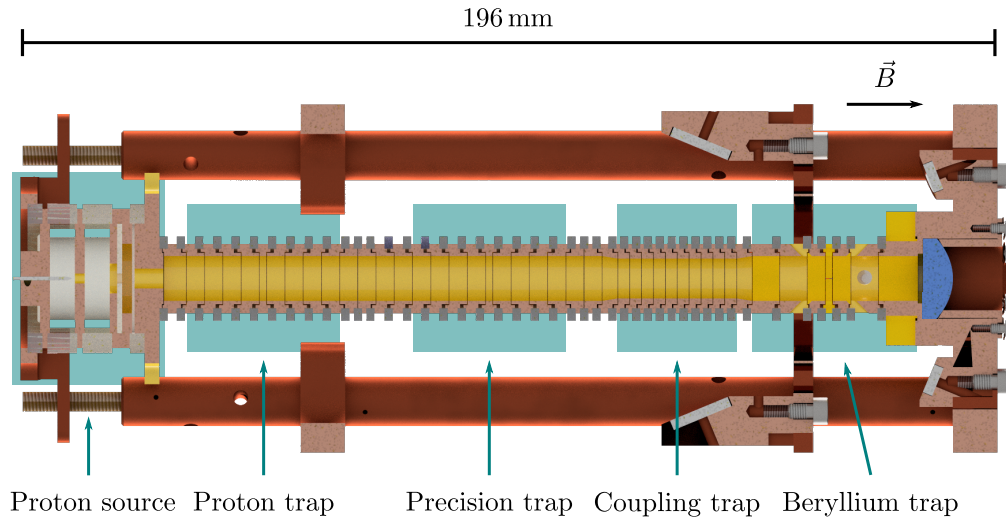 196 mm
B⃗
Proton source
Proton trap
Precision trap
Coupling trap
Beryllium trap